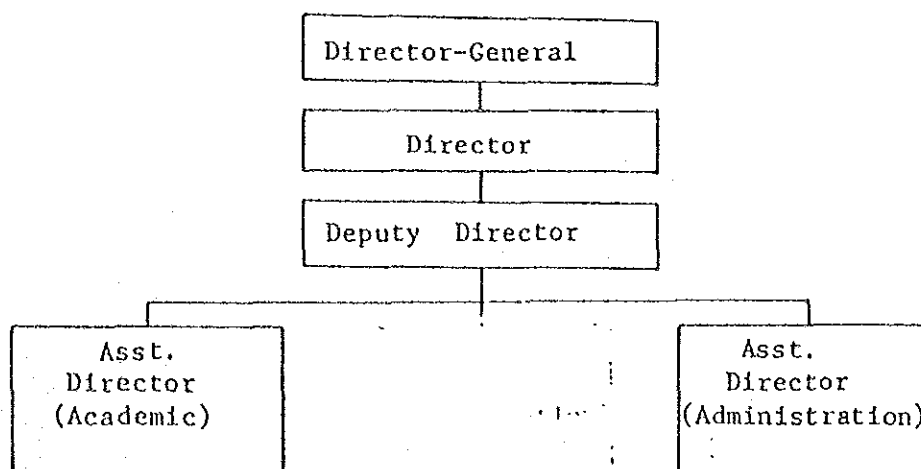 Director-General
Director
Deputy Director
Asst.
Director
(Academic)
Asst.
Director
(Administration)